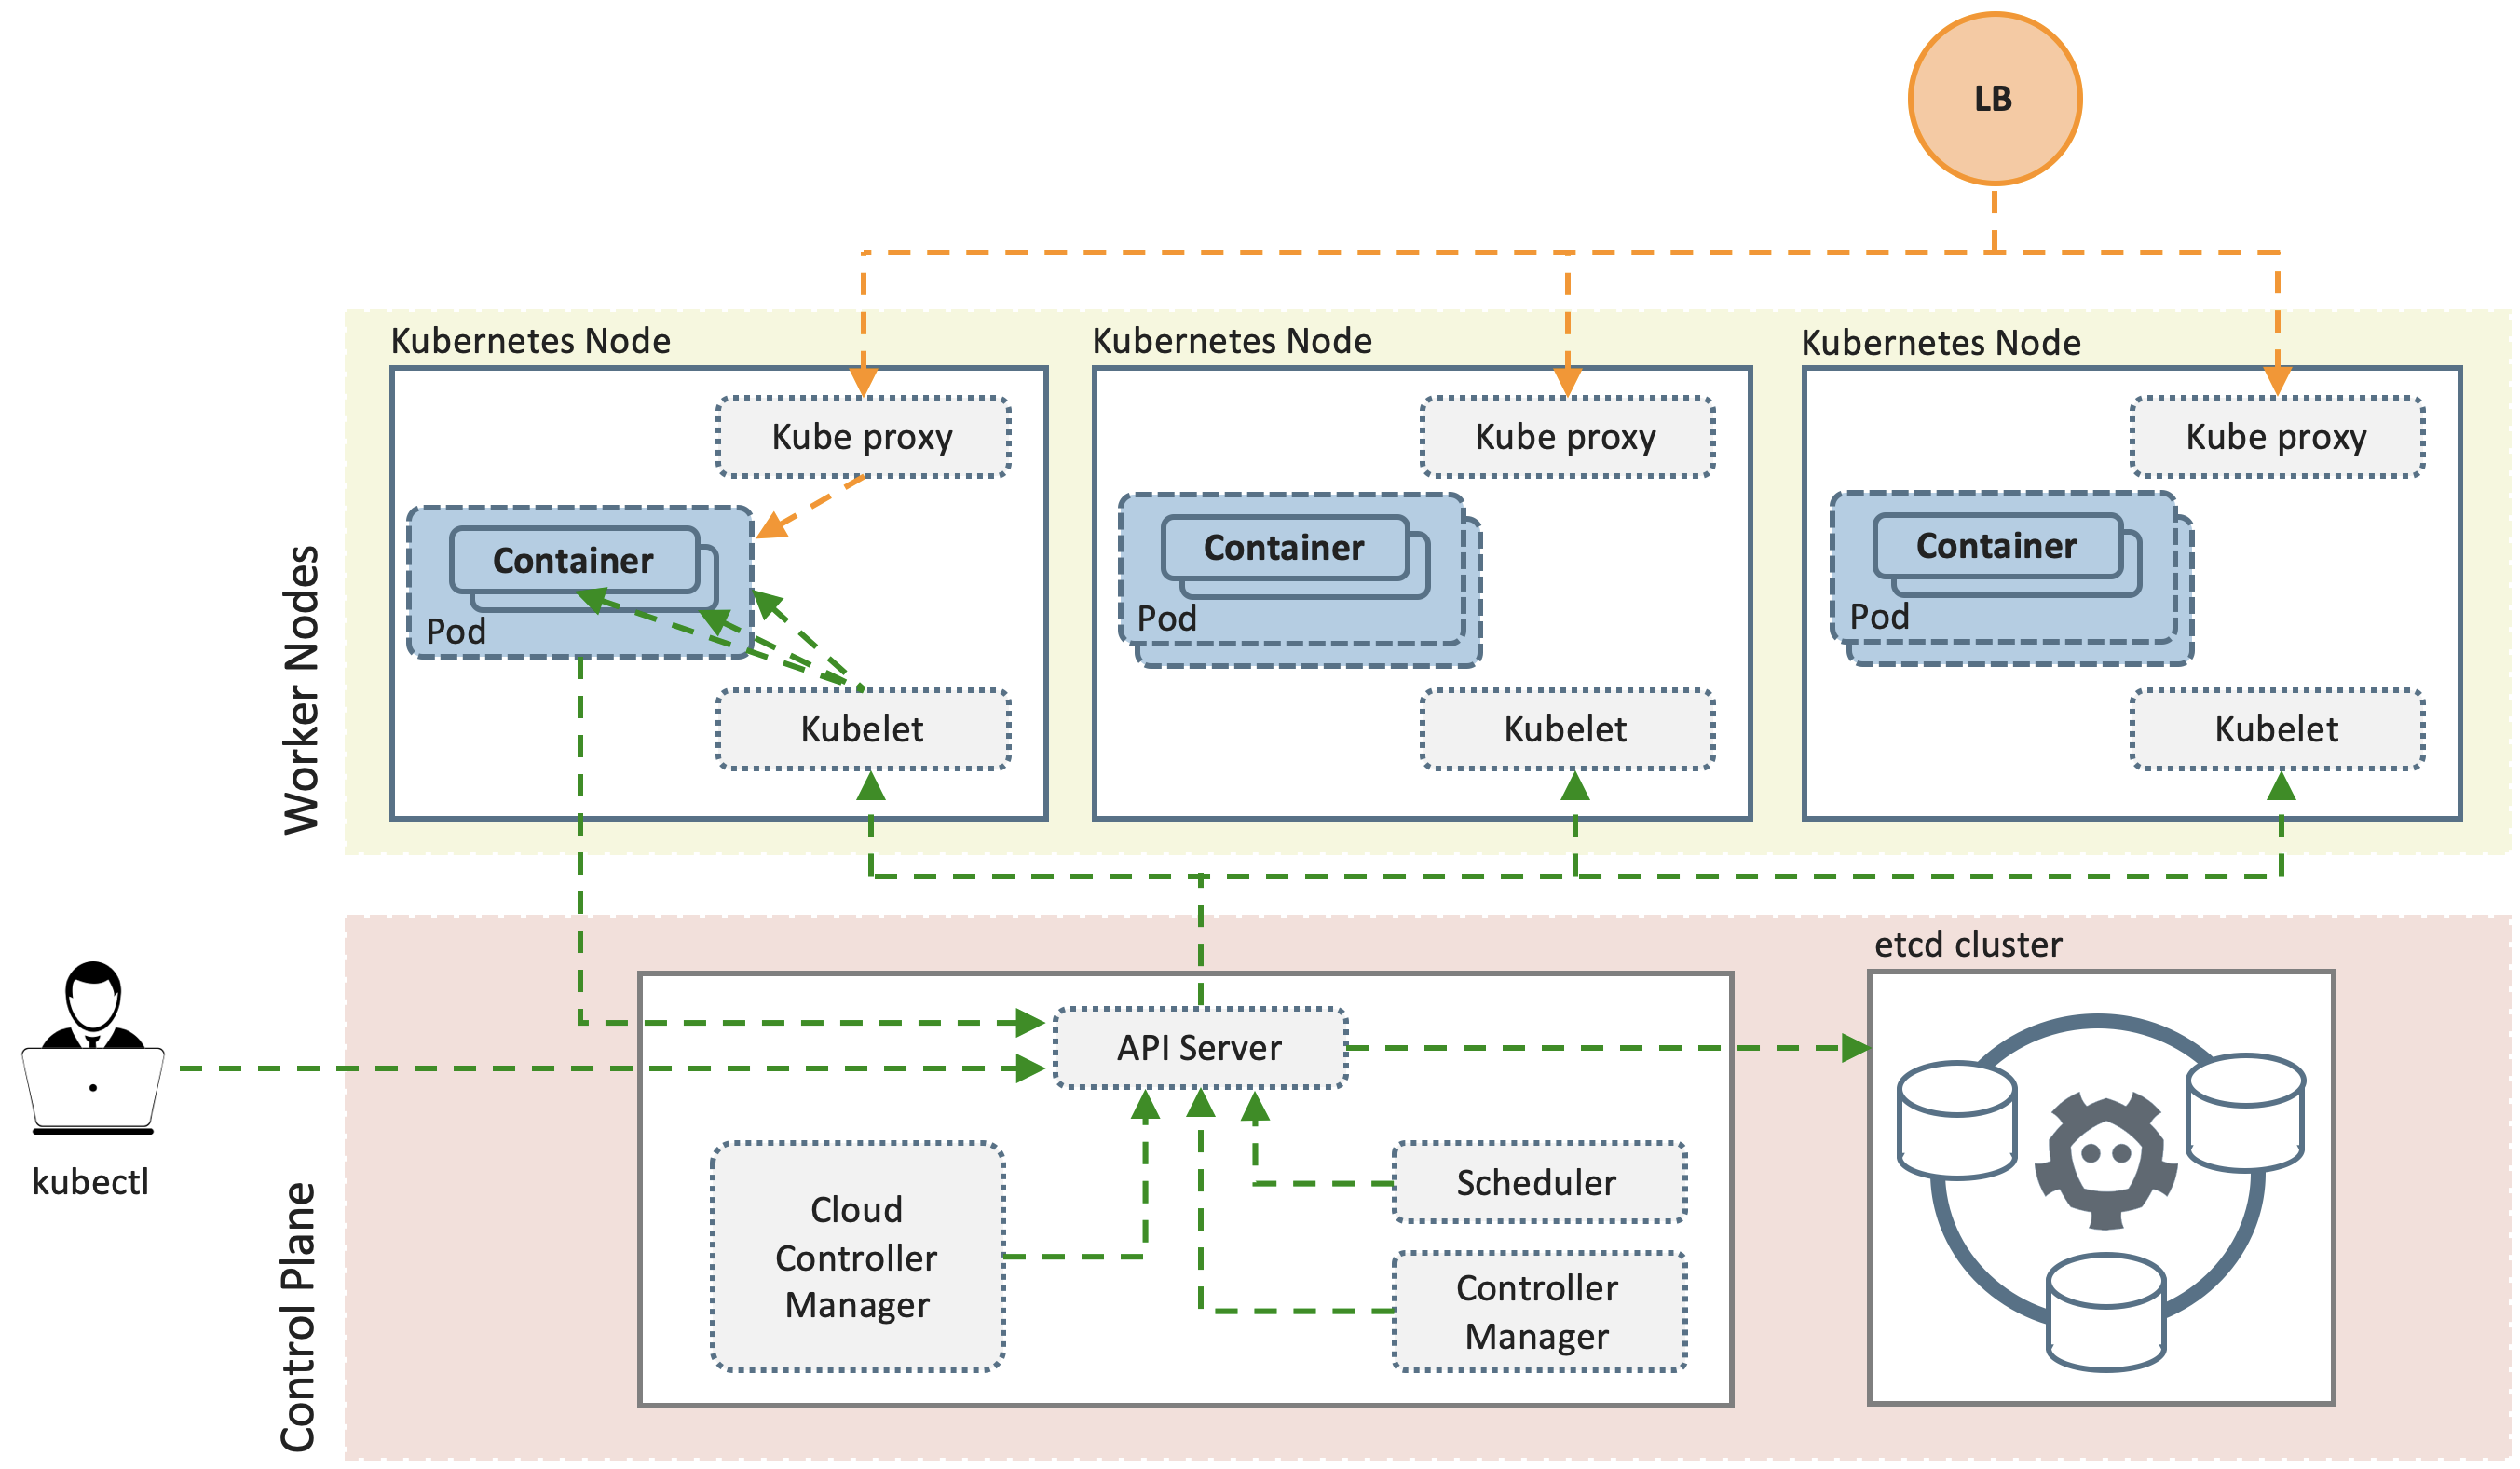 LB
Worker Nodes
Kubernetes Node
Kube proxy
Container
Pod
Kubelet
Kubernetes Node
Kube proxy
Container
Pod
Kubelet
Kubernetes Node
Kube proxy
Container
Pod
Kubelet
kubectl
Control Plane
API Server
Cloud
Controller
Manager
Scheduler
Controller
Manager
etcd cluster